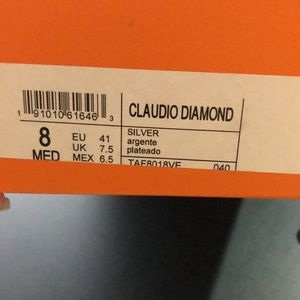 1 91010 61646 3
CLAUDIO DIAMOND
8
MED
EU 41
UK 7.5
MEX 6.5
SILVER
argente
plateado
TAF8018VF 040